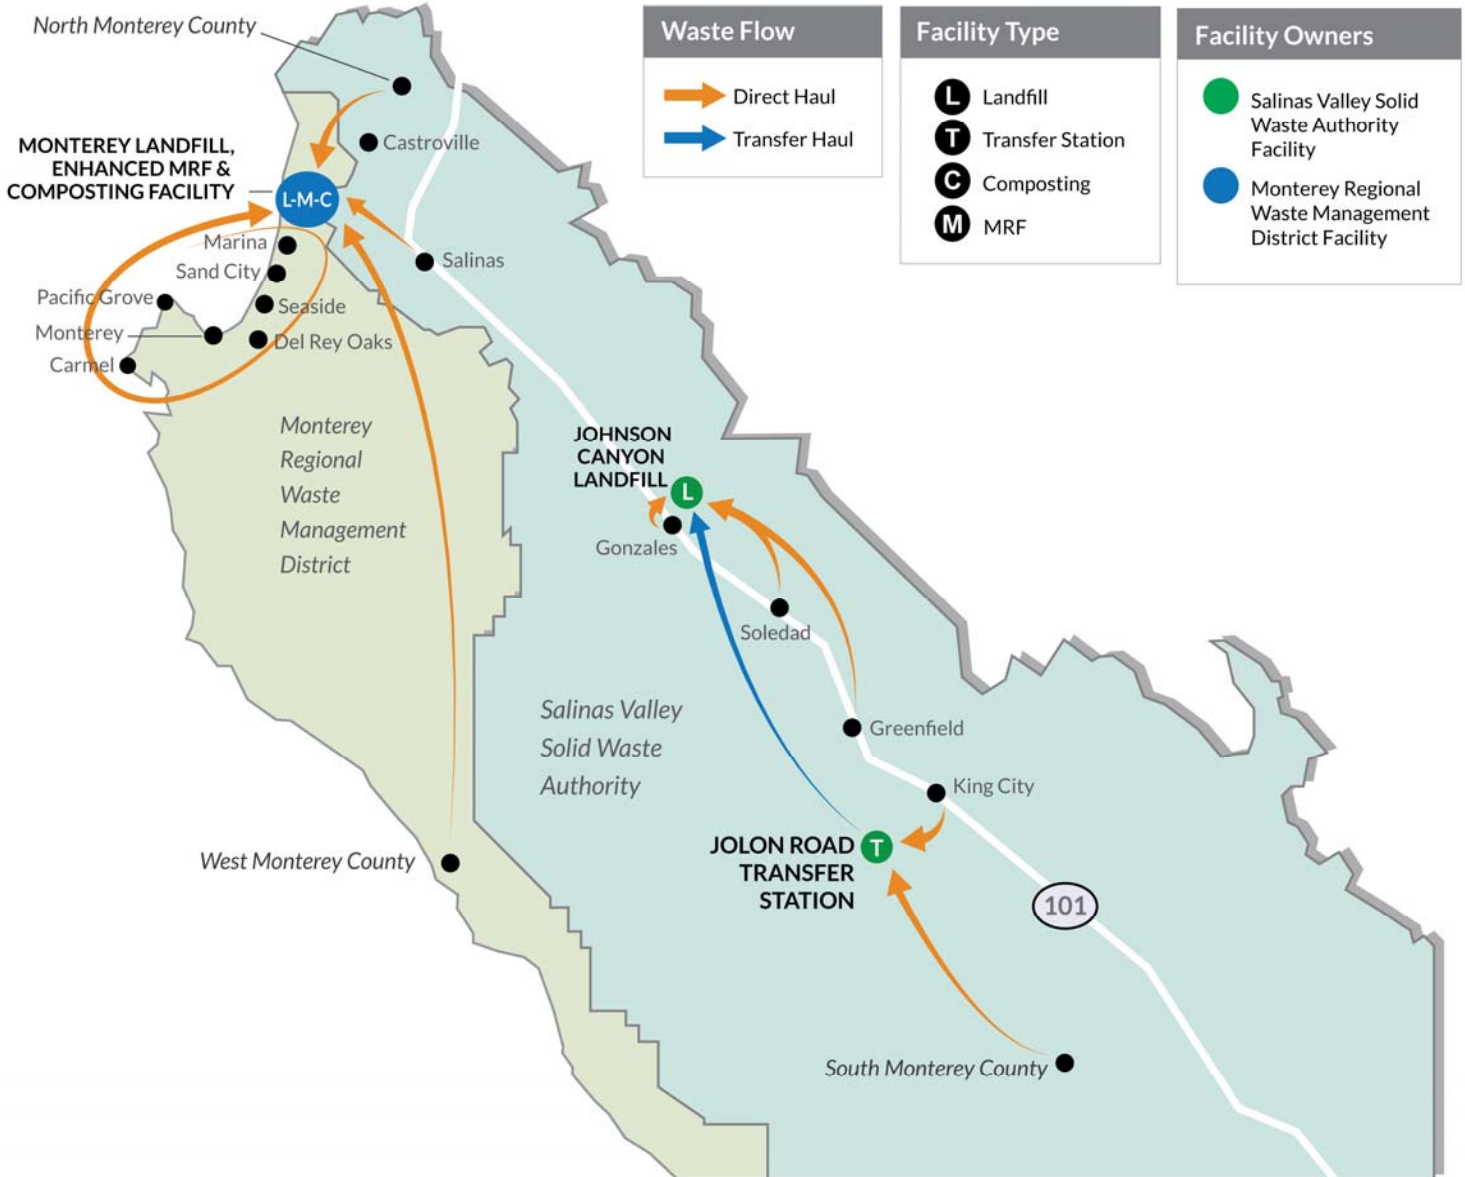 North Monterey County
Waste Flow
Direct Haul
Transfer Haul
Facility Type
L Landfill
T Transfer Station
C Composting
M MRF
Facility Owners
Salinas Valley Solid
Waste Authority
Facility
Monterey Regional
Waste Management
District Facility
Castroville
MONTEREY LANDFILL,
ENHANCED MRF &
COMPOSTING FACILITY
L-M-C
Marina
Sand City
Salinas
Pacific Grove
Seaside
Monterey
Del Rey Oaks
Carmel
Monterey
Regional
Waste
Management
District
JOHNSON
CANYON
LANDFILL
L
Gonzales
Soledad
Salinas Valley
Solid Waste
Authority
Greenfield
King City
JOLON ROAD
TRANSFER
STATION
T
West Monterey County
101
South Monterey County